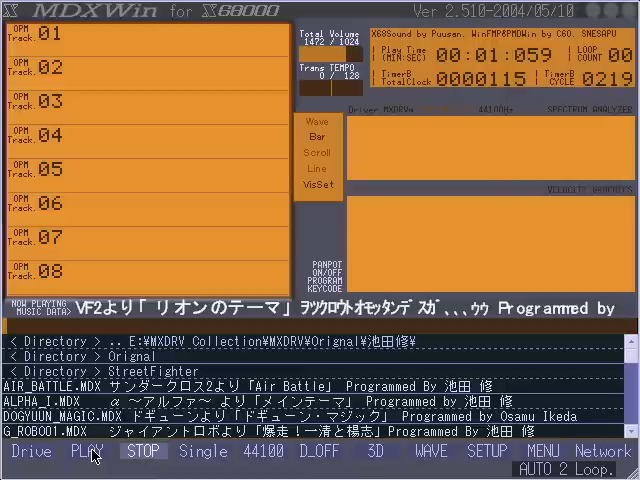 X MDXWin for X68000 Ver 2.510-2004/05/10
OPM Track. 01
OPM Track. 02
OPM Track. 03
OPM Track. 04
OPM Track. 05
OPM Track. 06
OPM Track. 07
OPM Track. 08
Total Volume
1472 / 1024
Trans TEMPO
0 / 128
Wave
Bar
Scroll
Line
VisSet
PANPOT
ON/OFF
PROGRAM
KEYCODE
X68Sound by Puusan. WinFMP&PMDWin by C60. SNESAPU
Play Time (MIN:SEC) 00:01:059 LOOP COUNT 00
TimerB TotalClock 0000115 TimerB CYCLE 0219
Driver MXDRVm 44100Hz SPECTRUM ANALYZER
VELOCITY GRAPHICS
NOW PLAYING MUSIC DATA> VF2より「 リオンのテーマ」 ヲツクロウトオモッタンデ スガ 、、、ゥゥ Programmed by
< Directory > .. E:¥MXDRV Collection¥MXDRV¥Orignal¥池田修¥
< Directory > Orignal
< Directory > StreetFighter
AIR_BATTLE.MDX サンダークロス2より「Air Battle」 Programmed By 池田 修
ALPHA_I.MDX α ～アルファ～ より「メインテーマ」 Programmed By 池田 修
DOGYUUN_MAGIC.MDX ドギューンより「ドギューン・マジック」 Programmed by Osamu Ikeda
G_ROBO01.MDX ジャイアントロボより「爆走！一清と楊志」 Programmed By 池田 修
Drive PLAY STOP Single 44100 D_OFF 3D WAVE SETUP MENU Network
AUTO 2 Loop.